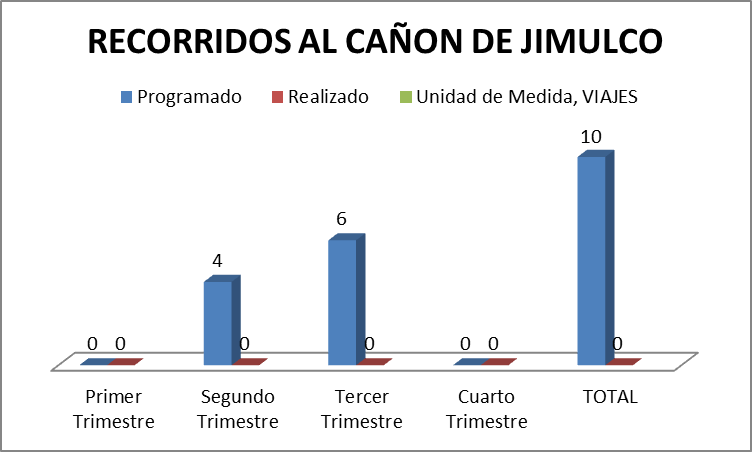 RECORRIDOS AL CAÑON DE JIMULCO
Programado Realizado Unidad de Medida, VIAJES
10
6
4
0 0 0 0 0 0 0
Primer Segundo Tercer Cuarto TOTAL
Trimestre Trimestre Trimestre Trimestre